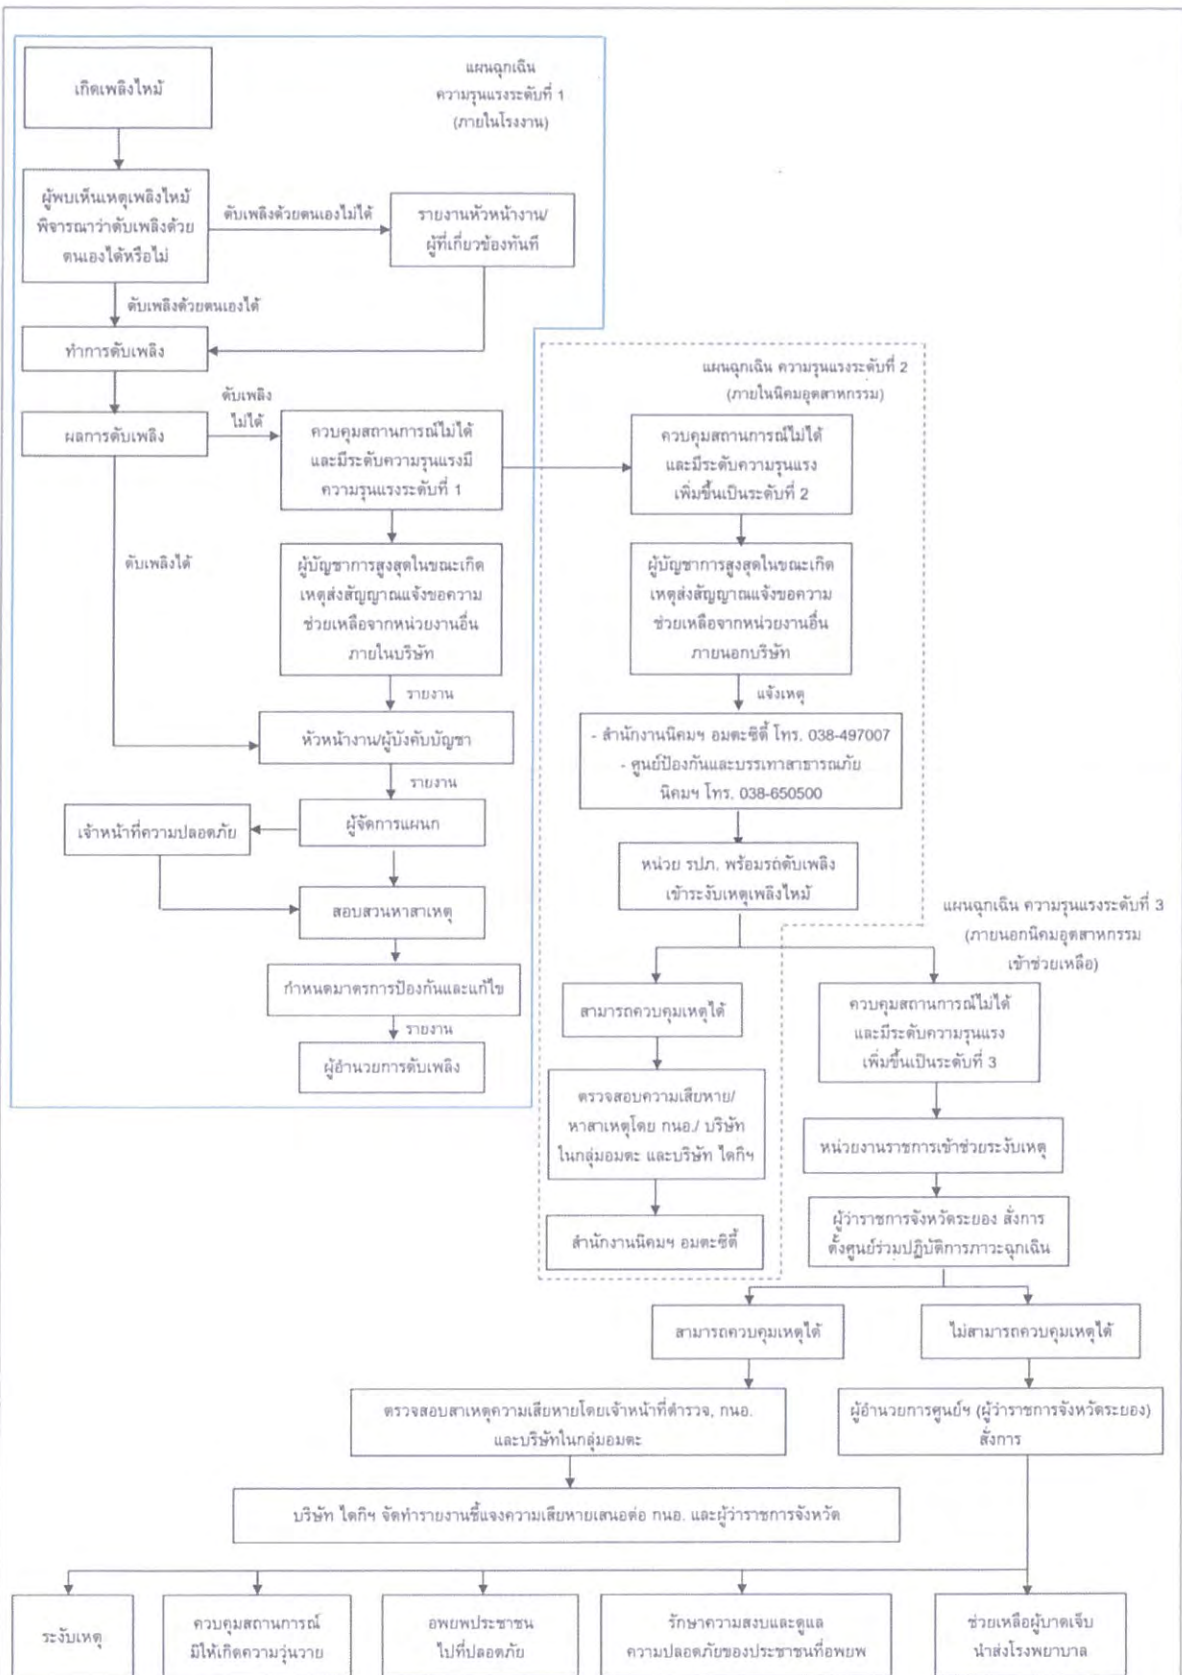 เกิดเพลิงไหม้
แผนฉุกเฉิน
ความรุนแรงระดับที่ 1
(ภายในโรงงาน)
ผู้พบเห็นเหตุเพลิงไหม้
พิจารณาว่าดับเพลิงด้วย
ตนเองได้หรือไม่
ดับเพลิงด้วยตนเองไม่ได้
รายงานหัวหน้างาน/
ผู้ที่เกี่ยวข้องทันที
ดับเพลิงด้วยตนเองได้
ทำการดับเพลิง
ผลการดับเพลิง
ดับเพลิง
ไม่ได้
ควบคุมสถานการณ์ไม่ได้
และมีระดับความรุนแรงมี
ความรุนแรงระดับที่ 1
ดับเพลิงได้
ผู้บัญชาการสูงสุดในขณะเกิด
เหตุส่งสัญญาณแจ้งขอความ
ช่วยเหลือจากหน่วยงานอื่น
ภายในบริษัท
รายงาน
หัวหน้างาน/ผู้บังคับบัญชา
รายงาน
ผู้จัดการแผนก
เจ้าหน้าที่ความปลอดภัย
สอบสวนหาสาเหตุ
กำหนดมาตรการป้องกันและแก้ไข
รายงาน
ผู้อำนวยการดับเพลิง
แผนฉุกเฉิน ความรุนแรงระดับที่ 2
(ภายในนิคมอุตสาหกรรม)
ควบคุมสถานการณ์ไม่ได้
และมีระดับความรุนแรง
เพิ่มขึ้นเป็นระดับที่ 2
ผู้บัญชาการสูงสุดในขณะเกิด
เหตุส่งสัญญาณแจ้งขอความ
ช่วยเหลือจากหน่วยงานอื่น
ภายนอกบริษัท
แจ้งเหตุ
- สำนักงานนิคมฯ อมตะซิตี้ โทร. 038-497007
- ศูนย์ป้องกันและบรรเทาสาธารณภัย
นิคมฯ โทร. 038-650500
หน่วย รปภ. พร้อมรถดับเพลิง
เข้าระงับเหตุเพลิงไหม้
สามารถควบคุมเหตุได้
ตรวจสอบความเสียหาย/
หาสาเหตุโดย กนอ./ บริษัท
ในกลุ่มอมตะ และบริษัท ไดกิฯ
สำนักงานนิคมฯ อมตะซิตี้
แผนฉุกเฉิน ความรุนแรงระดับที่ 3
(ภายนอกนิคมอุตสาหกรรม
เข้าช่วยเหลือ)
ควบคุมสถานการณ์ไม่ได้
และมีระดับความรุนแรง
เพิ่มขึ้นเป็นระดับที่ 3
หน่วยงานราชการเข้าช่วยระงับเหตุ
ผู้ว่าราชการจังหวัดระยอง สั่งการ
ตั้งศูนย์ร่วมปฏิบัติการภาวะฉุกเฉิน
สามารถควบคุมเหตุได้
ไม่สามารถควบคุมเหตุได้
ตรวจสอบสาเหตุความเสียหายโดยเจ้าหน้าที่ตำรวจ, กนอ.
และบริษัทในกลุ่มอมตะ
ผู้อำนวยการศูนย์ฯ (ผู้ว่าราชการจังหวัดระยอง)
สั่งการ
บริษัท ไดกิฯ จัดทำรายงานชี้แจงความเสียหายเสนอต่อ กนอ. และผู้ว่าราชการจังหวัด
ระงับเหตุ
ควบคุมสถานการณ์
มิให้เกิดความวุ่นวาย
อพยพประชาชน
ไปที่ปลอดภัย
รักษาความสงบและดูแล
ความปลอดภัยของประชาชนที่อพยพ
ช่วยเหลือผู้บาดเจ็บ
นำส่งโรงพยาบาล